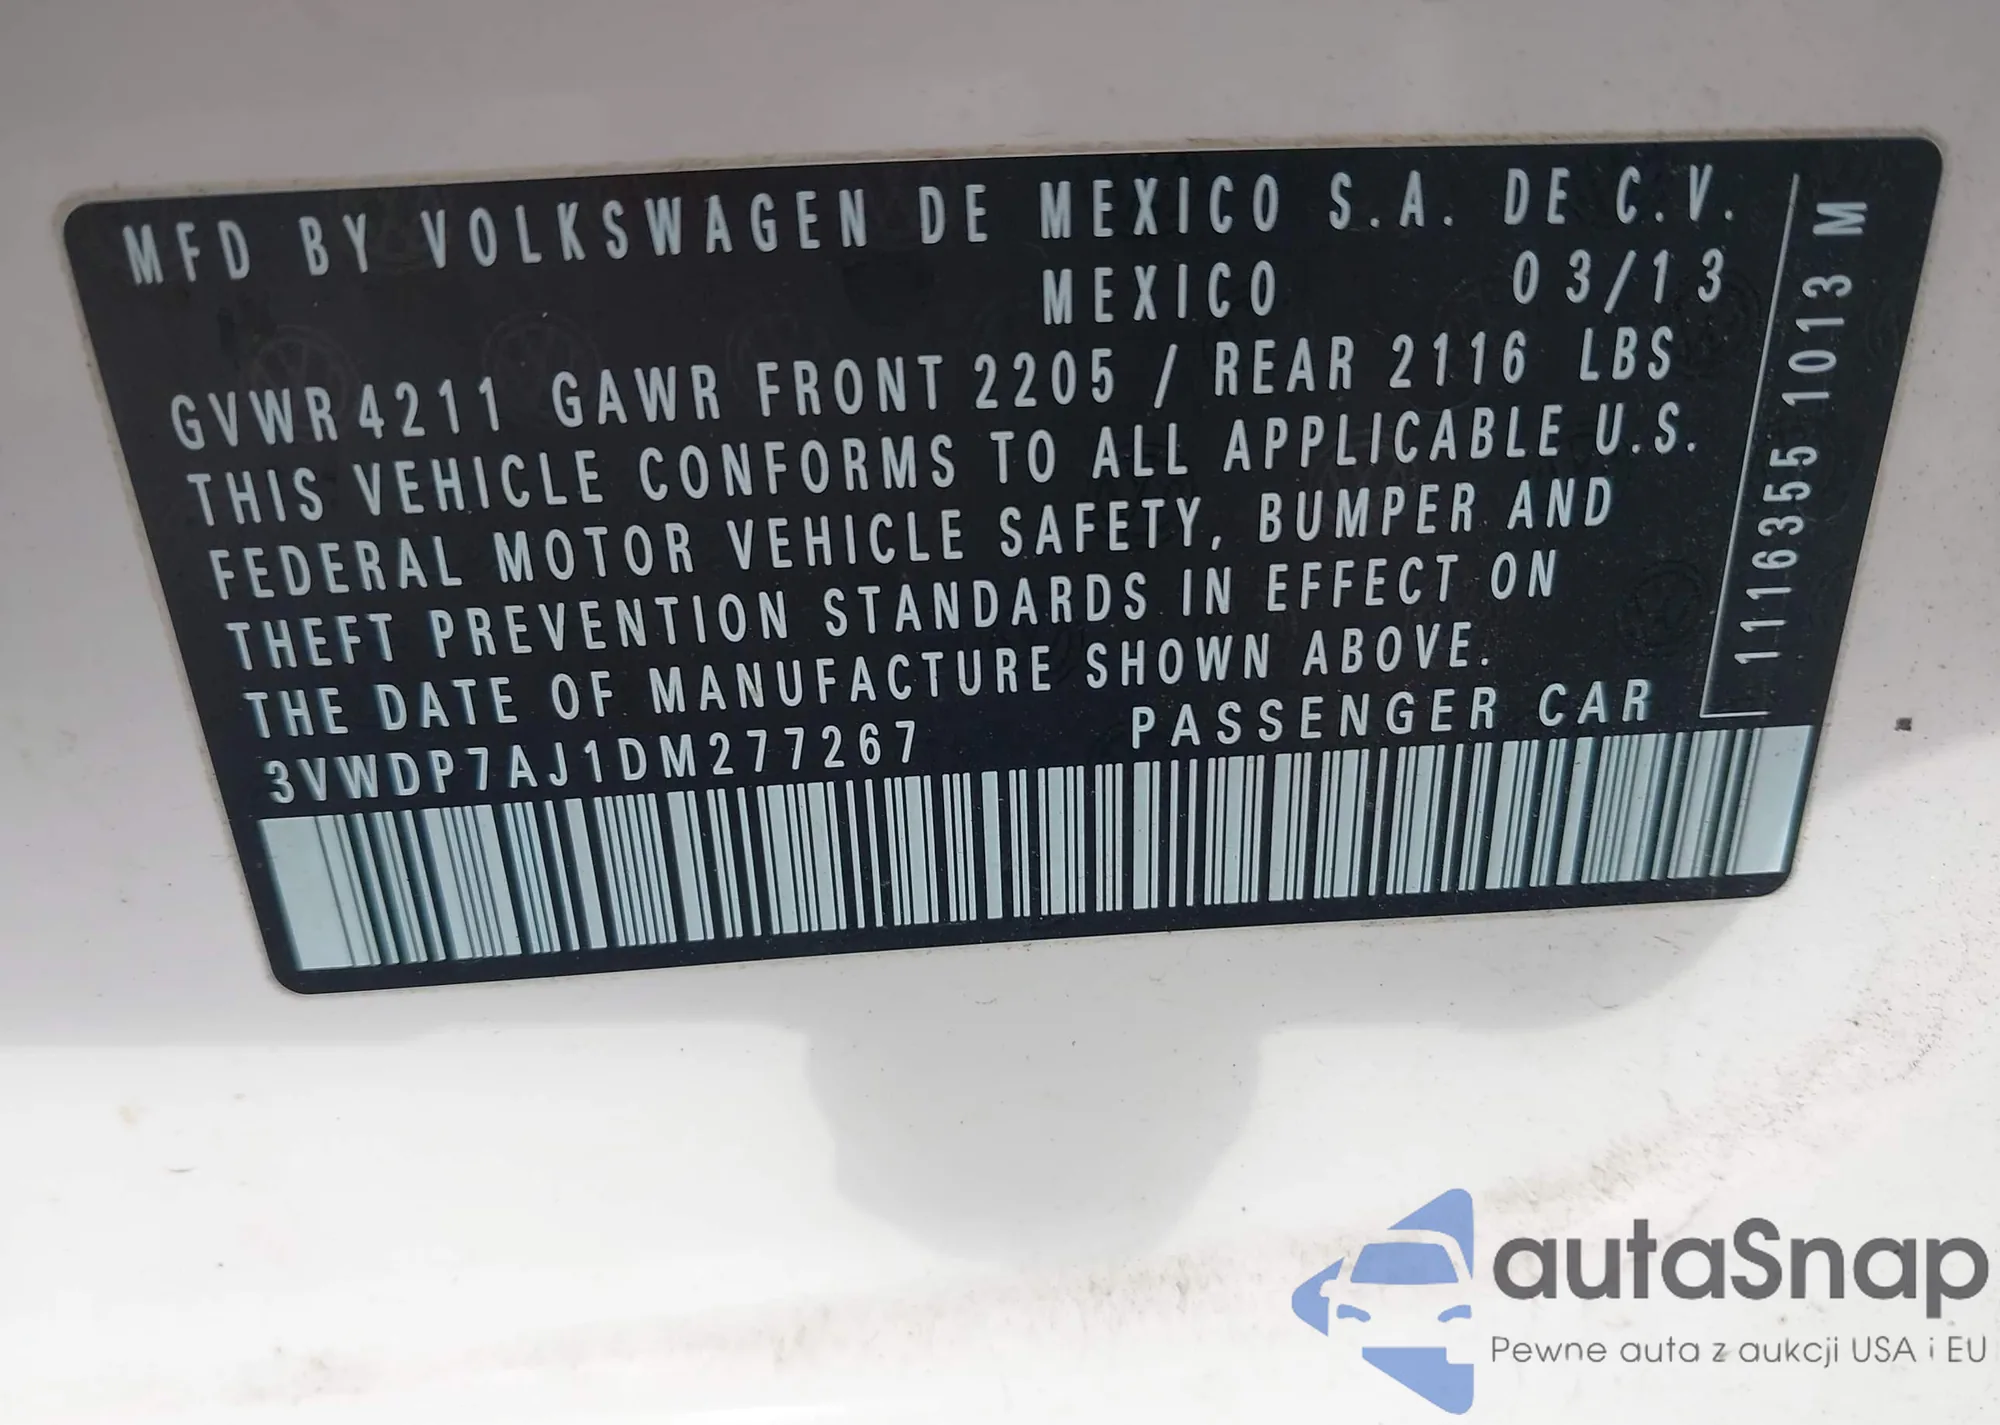 MFD BY VOLKSWAGEN DE MEXICO S.A. DE C.V.
MEXICO 03/13
GVWR 4211 GAWR FRONT 2205 / REAR 2116 LBS
THIS VEHICLE CONFORMS TO ALL APPLICABLE U.S.
FEDERAL MOTOR VEHICLE SAFETY, BUMPER AND
THEFT PREVENTION STANDARDS IN EFFECT ON
THE DATE OF MANUFACTURE SHOWN ABOVE.
3VWDP7AJ1DM277267 PASSENGER CAR
1116355 1013 M
autaSnap
Pewne auta z aukcji USA i EU